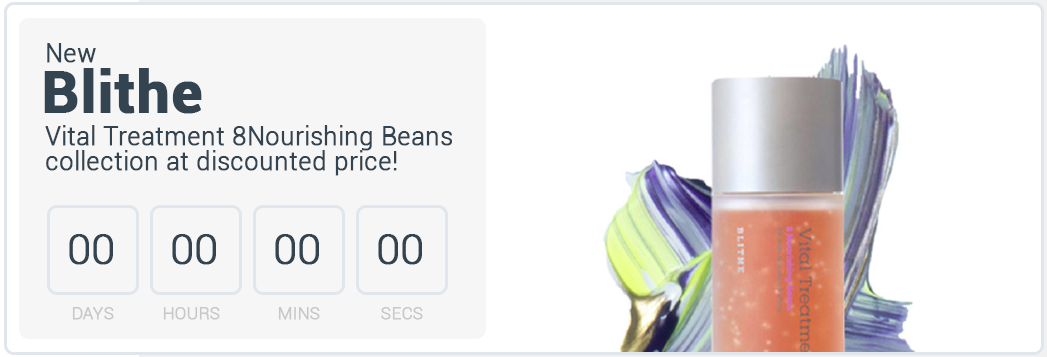 New
Blithe
Vital Treatment 8Nourishing Beans
collection at discounted price!
00 00 00 00
DAYS HOURS MINS SECS
BLITHE
Vital Treatme